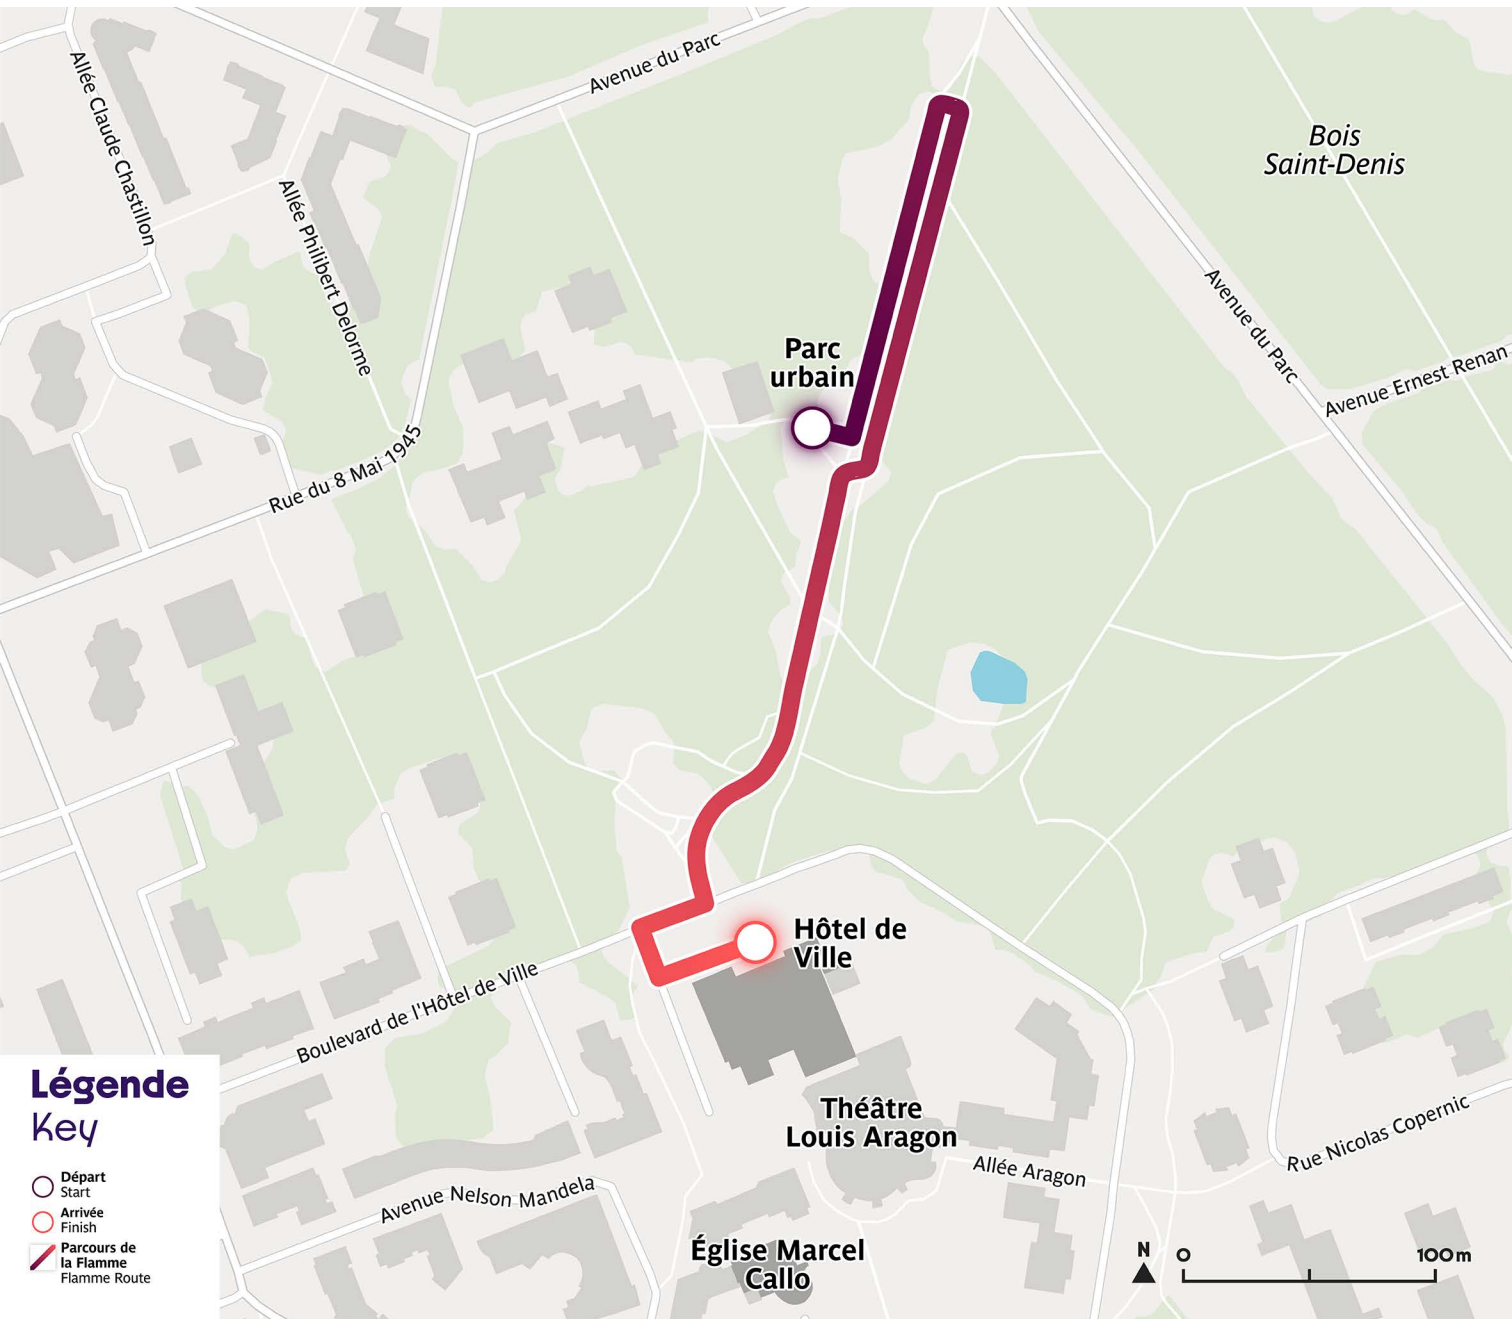 Avenue du Parc
Allée Claude Chastillon
Bois
Saint-Denis
Allée Philibert Delorme
Avenue du Parc
Parc
urbain
Avenue Ernest Renan
Rue du 8 Mai 1945
Hôtel de
Ville
Boulevard de l'Hôtel de Ville
Théâtre
Louis Aragon
Allée Aragon
Rue Nicolas Copernic
Avenue Nelson Mandela
Église Marcel
Callo
Légende
Key
Départ
Start
Arrivée
Finish
Parcours de
la Flamme
Flamme Route
N 0 100m